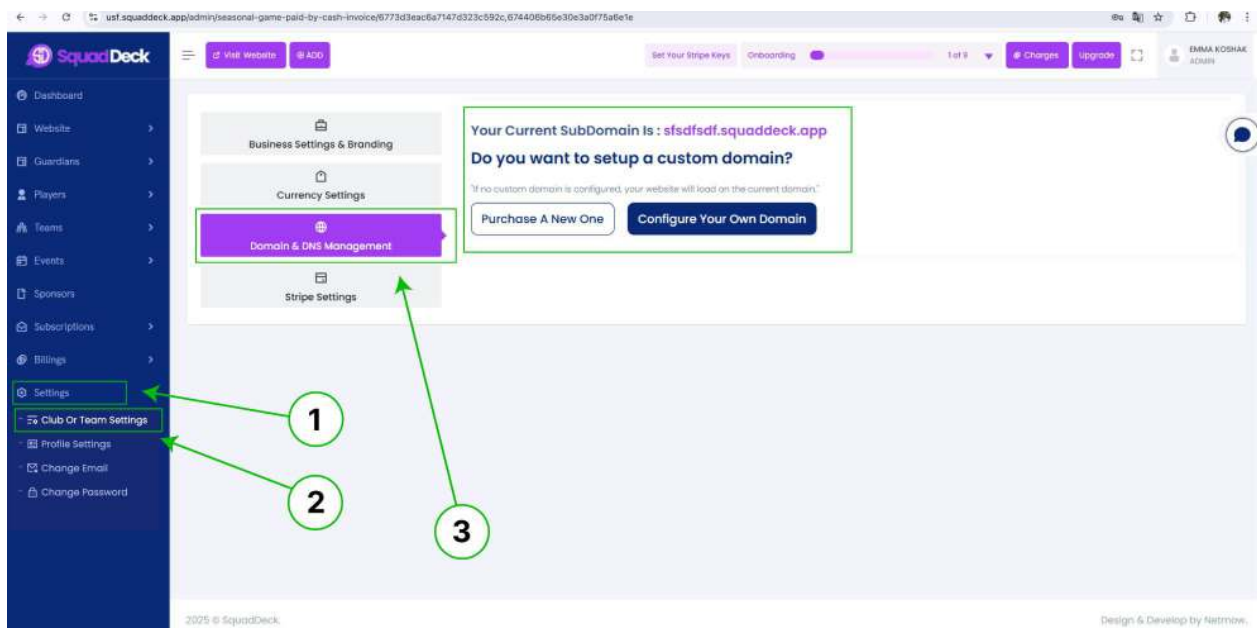 usf.squaddeck.app/admin/seasonal-game-paid-by-cash-invoice/6773d3eac6a7147d323c592c,674406b65e30e3a0f75a6e1e
SquadDeck
Visit Website
ADD
Set Your Stripe Keys
Onboarding
1 of 9
Charges
Upgrade
EMMA KOSHAK
ADMIN
Dashboard
Website
Guardians
Players
Teams
Events
Sponsors
Subscriptions
Billings
Settings
Club Or Team Settings
Profile Settings
Change Email
Change Password
Business Settings & Branding
Currency Settings
Domain & DNS Management
Stripe Settings
Your Current SubDomain Is : sfsdfsdf.squaddeck.app
Do you want to setup a custom domain?
"If no custom domain is configured, your website will load on the current domain."
Purchase A New One
Configure Your Own Domain
1
2
3
2025 © SquadDeck.
Design & Develop by Netmow.